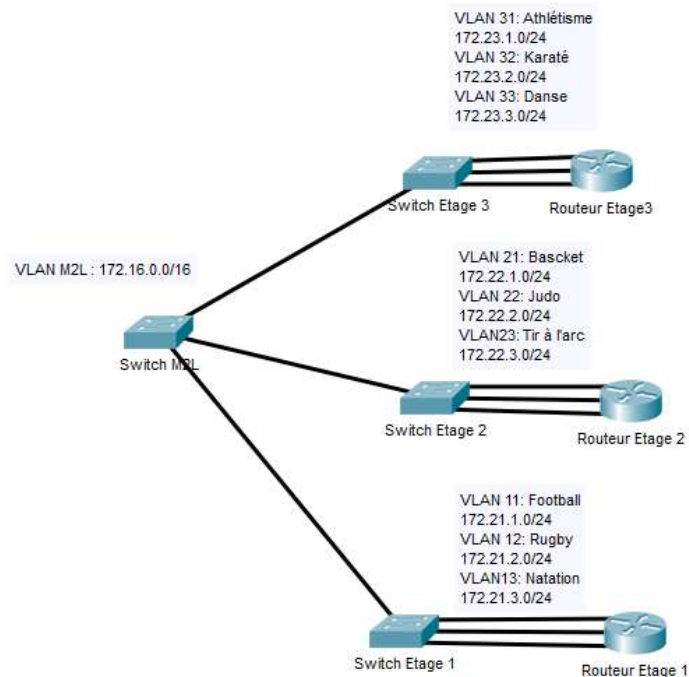 VLAN 31: Athlétisme
172.23.1.0/24
VLAN 32: Karaté
172.23.2.0/24
VLAN 33: Danse
172.23.3.0/24
Switch Etage 3
Routeur Etage3
VLAN M2L : 172.16.0.0/16
Switch M2L
VLAN 21: Bascket
172.22.1.0/24
VLAN 22: Judo
172.22.2.0/24
VLAN23: Tir à l'arc
172.22.3.0/24
Switch Etage 2
Routeur Etage 2
VLAN 11: Football
172.21.1.0/24
VLAN 12: Rugby
172.21.2.0/24
VLAN13: Natation
172.21.3.0/24
Switch Etage 1
Routeur Etage 1